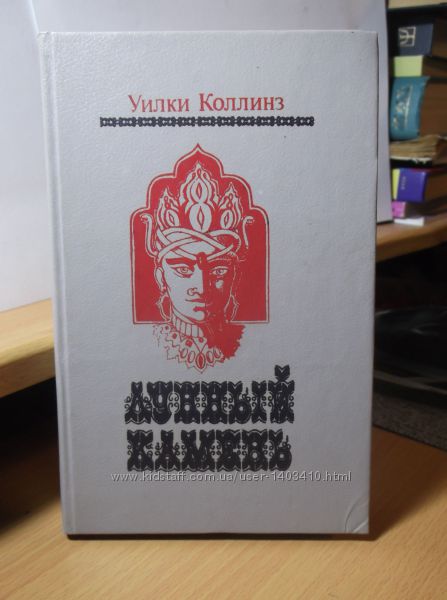 Уилки Коллинз
ЛУННЫЙ
КАМЕНЬ
www.kidstaff.com.ua/user-1403410.html